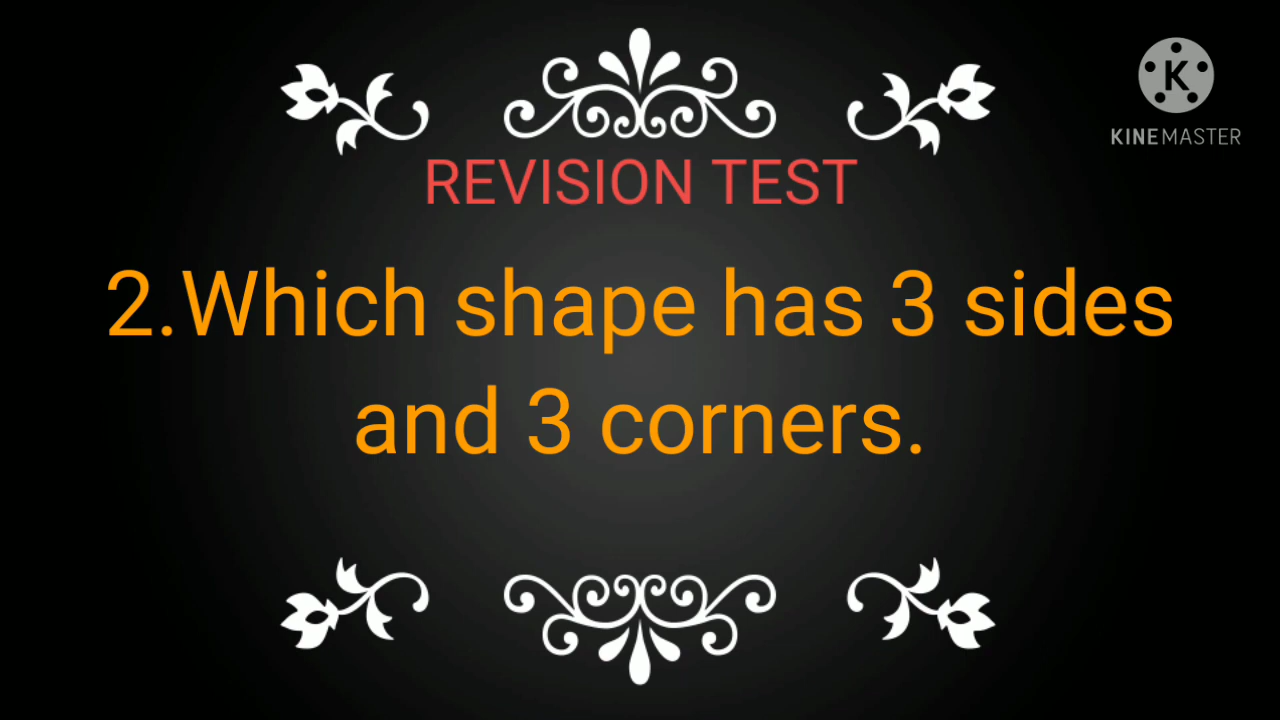 K
KINEMASTER
REVISION TEST
2.Which shape has 3 sides
and 3 corners.